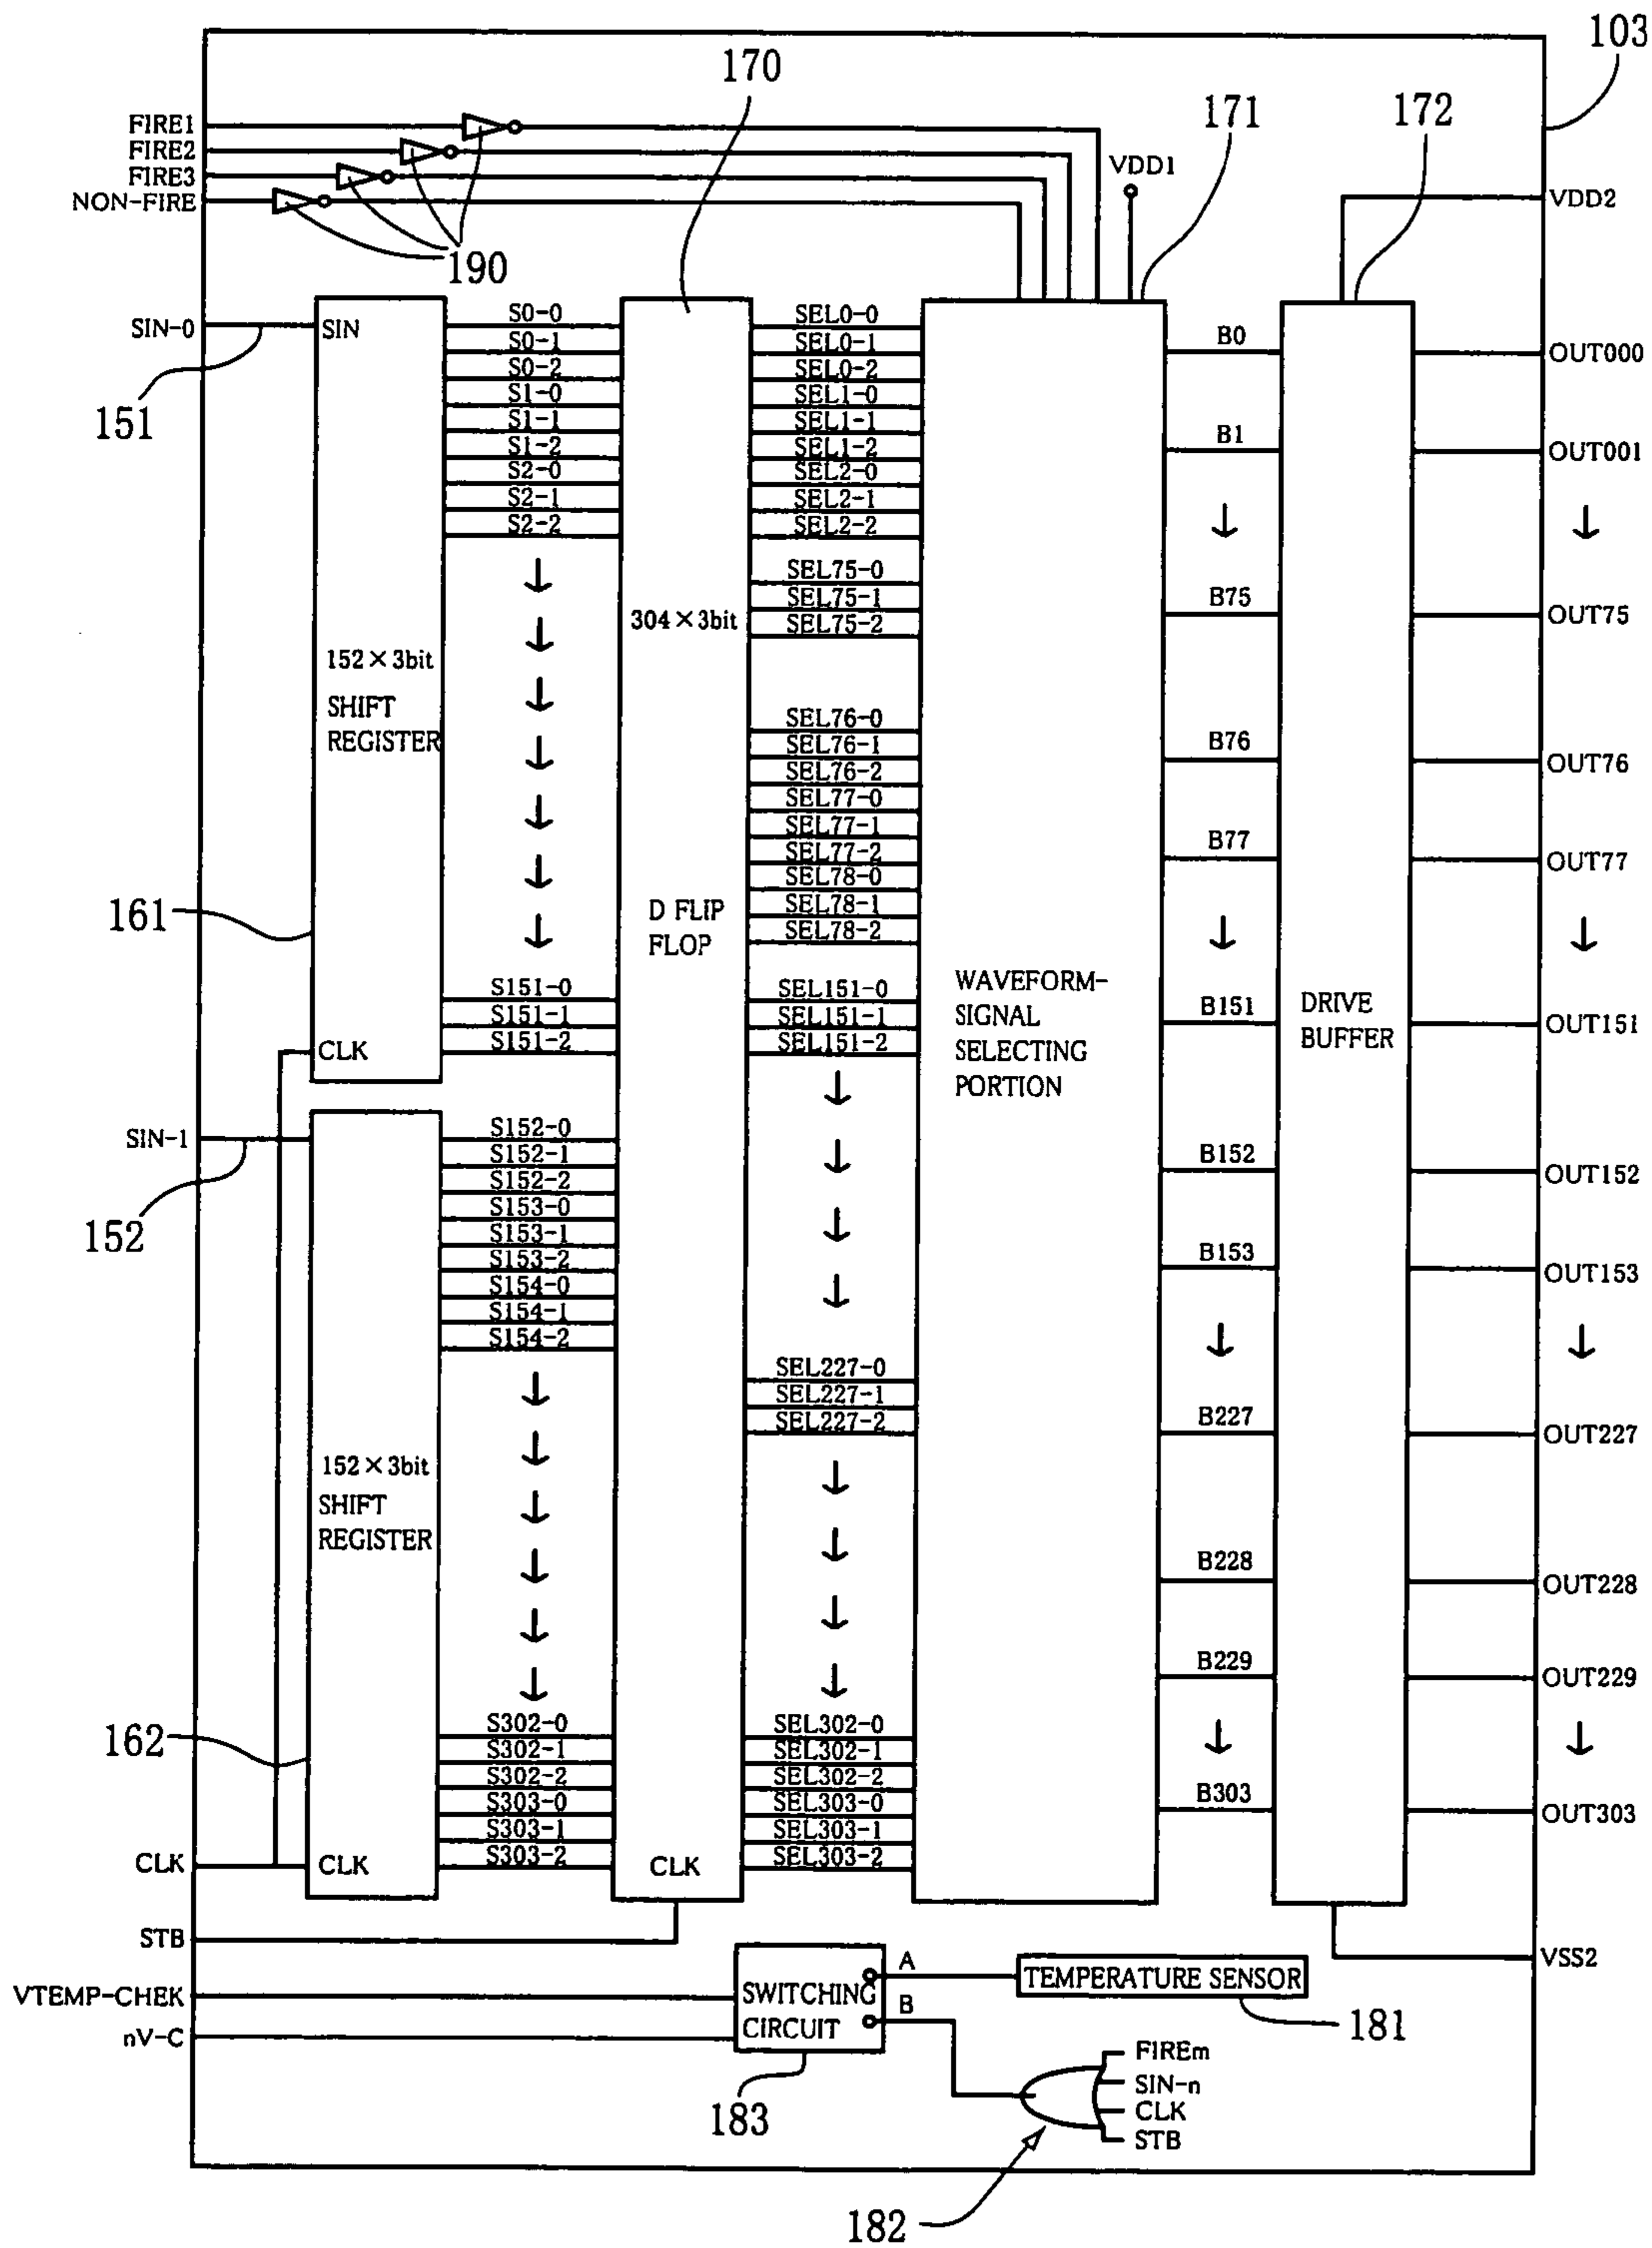 103
170
171
172
FIRE1
FIRE2
FIRE3
NON-FIRE
190
VDD1
VDD2
SIN-0
151
SIN
S0-0
S0-1
S0-2
S1-0
S1-1
S1-2
S2-0
S2-1
S2-2
152×3bit
SHIFT
REGISTER
161
S151-0
S151-1
S151-2
CLK
SIN-1
152
S152-0
S152-1
S152-2
S153-0
S153-1
S153-2
S154-0
S154-1
S154-2
152×3bit
SHIFT
REGISTER
162
S302-0
S302-1
S302-2
S303-0
S303-1
S303-2
CLK
CLK
304×3bit
D FLIP
FLOP
CLK
SEL0-0
SEL0-1
SEL0-2
SEL1-0
SEL1-1
SEL1-2
SEL2-0
SEL2-1
SEL2-2
SEL75-0
SEL75-1
SEL75-2
SEL76-0
SEL76-1
SEL76-2
SEL77-0
SEL77-1
SEL77-2
SEL78-0
SEL78-1
SEL78-2
SEL151-0
SEL151-1
SEL151-2
SEL227-0
SEL227-1
SEL227-2
SEL302-0
SEL302-1
SEL302-2
SEL303-0
SEL303-1
SEL303-2
WAVEFORM-
SIGNAL
SELECTING
PORTION
B0
B1
B75
B76
B77
B151
B152
B153
B227
B228
B229
B303
DRIVE
BUFFER
OUT000
OUT001
OUT75
OUT76
OUT77
OUT151
OUT152
OUT153
OUT227
OUT228
OUT229
OUT303
STB
VSS2
VTEMP-CHEK
nV-C
SWITCHING
CIRCUIT
A
B
TEMPERATURE SENSOR
181
183
FIREm
SIN-n
CLK
STB
182